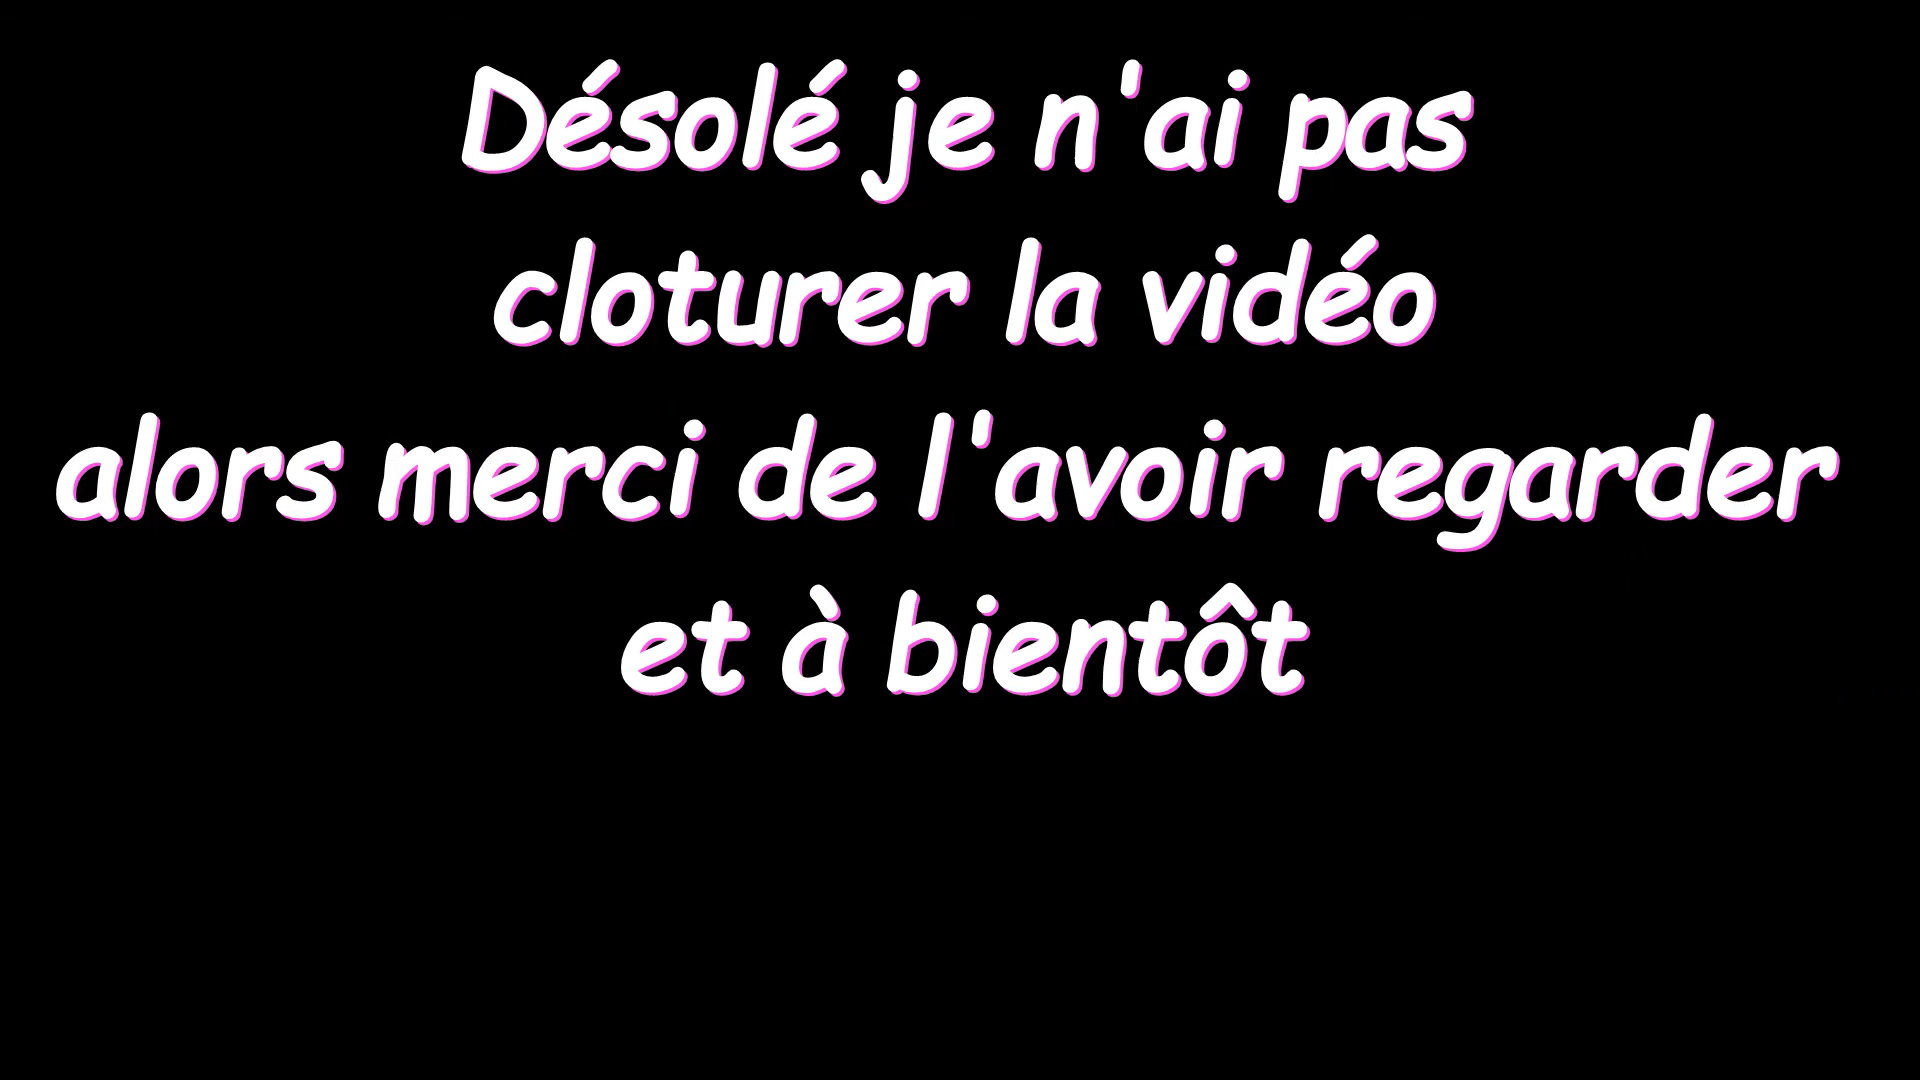 Désolé je n'ai pas
cloturer la vidéo
alors merci de l'avoir regarder
et à bientôt